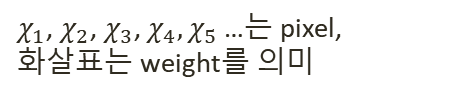 𝜒₁, 𝜒₂, 𝜒₃, 𝜒₄, 𝜒₅ ...는 pixel,
화살표는 weight를 의미